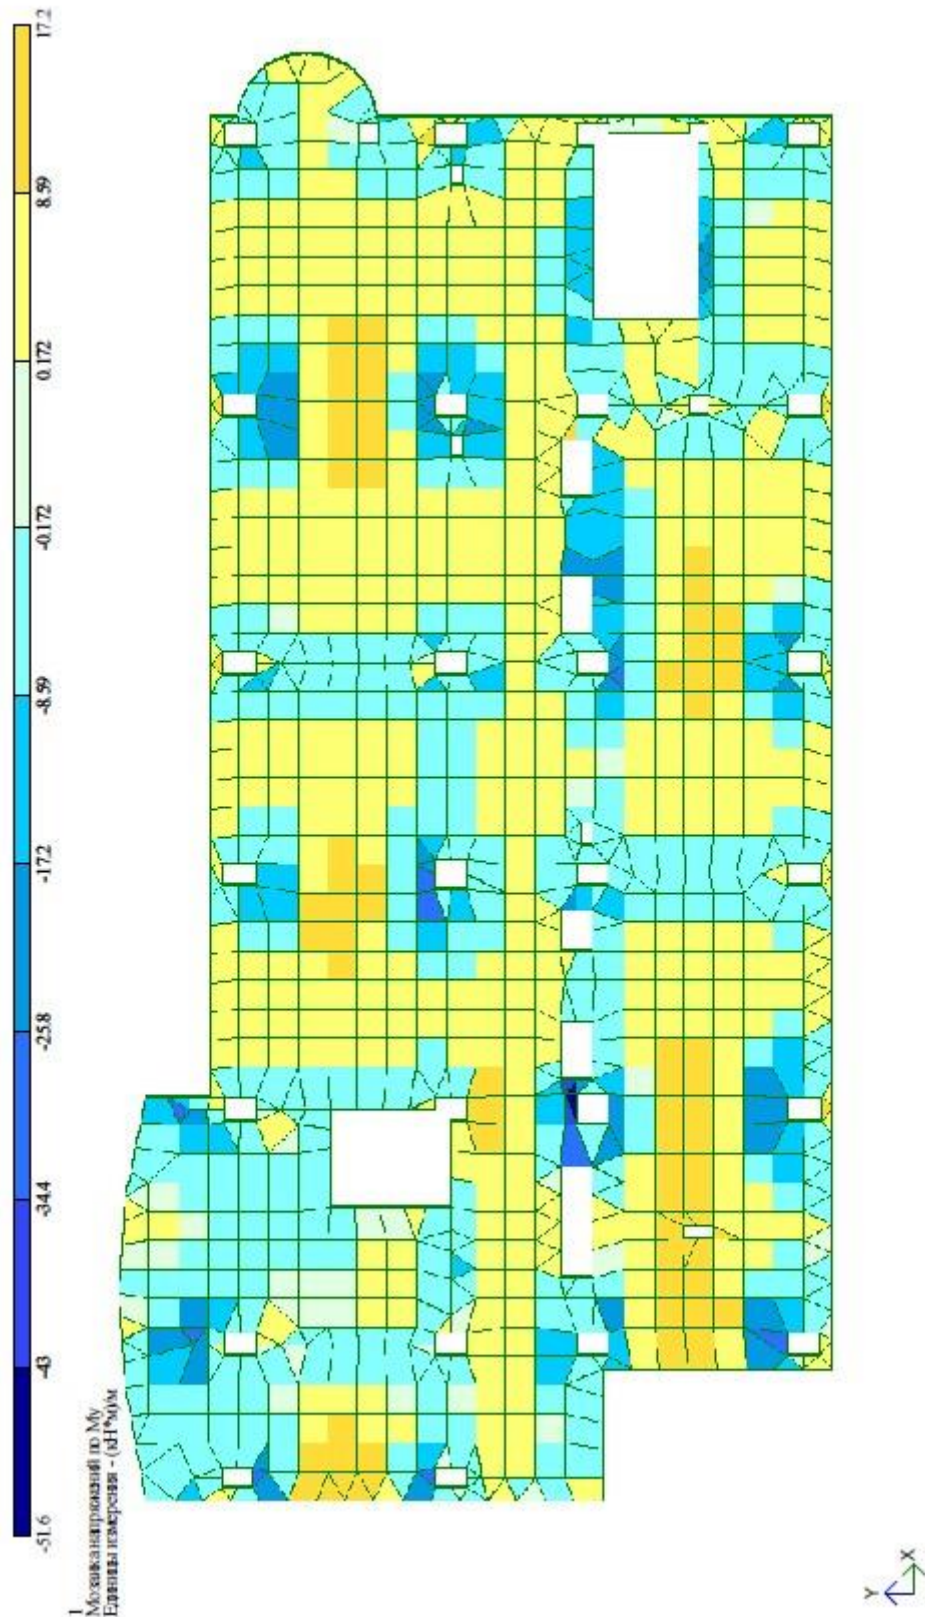 -51.6 -43 -34.4 -25.8 -17.2 -8.59 -0.172 0.172 8.59 17.2
1
Мозаика напряжений по My
Единицы измерения - (кН*м)/м
Y
X